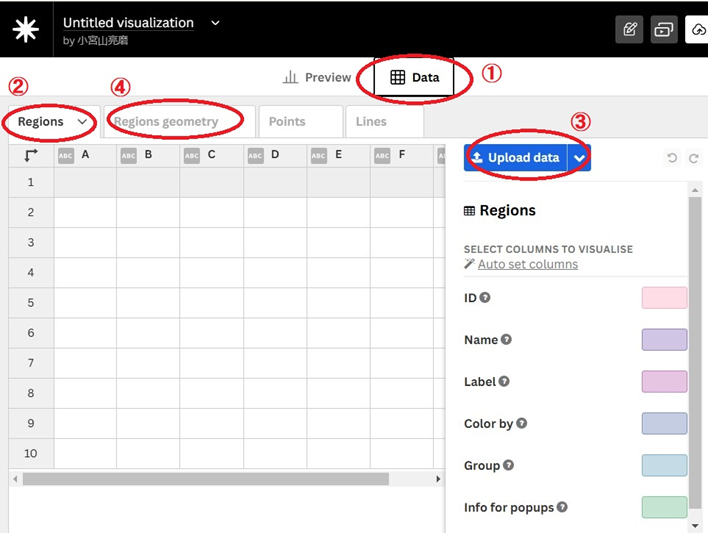 Untitled visualization
by 小宮山亮磨
Preview
Data
①
②
④
Regions
Regions geometry
Points
Lines
③
Upload data
ABC A ABC B ABC C ABC D ABC E ABC F
1
2
3
4
5
6
7
8
9
10
Regions
SELECT COLUMNS TO VISUALISE
Auto set columns
ID ?
Name ?
Label ?
Color by ?
Group ?
Info for popups ?